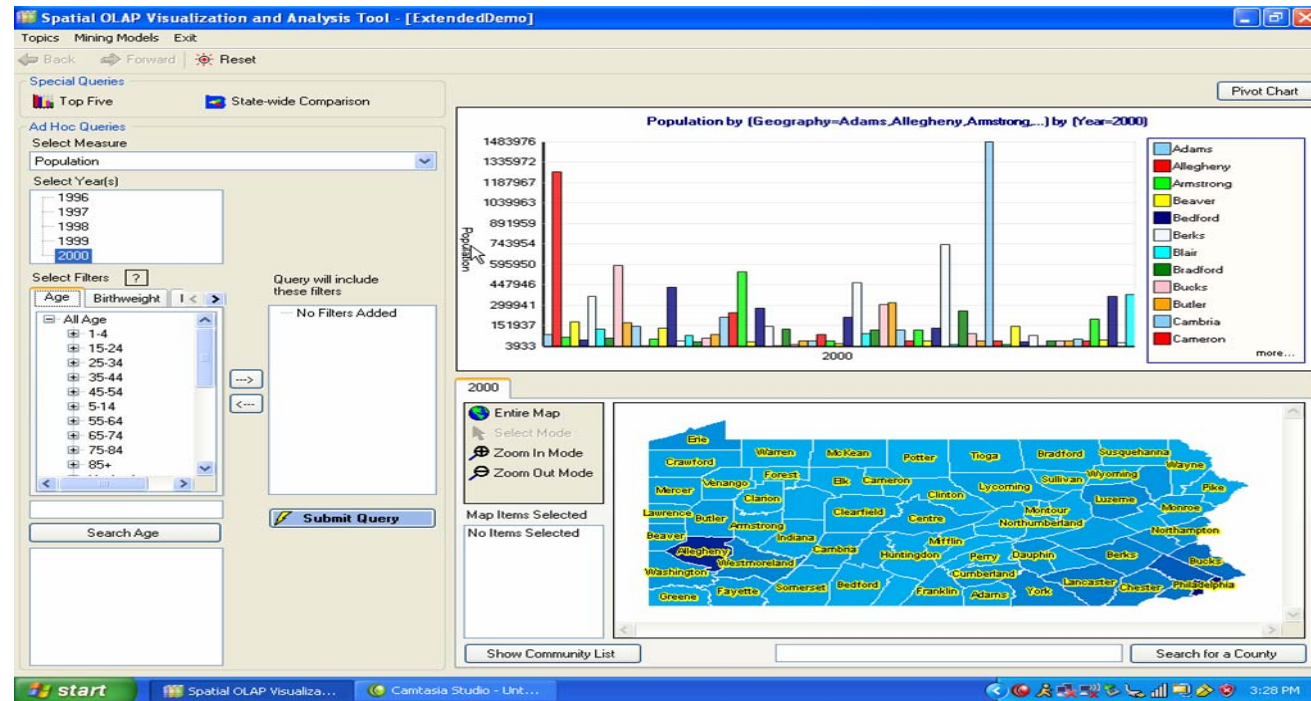 Spatial OLAP Visualization and Analysis Tool - [ExtendedDemo]
Topics Mining Models Exit
Back Forward Reset
Special Queries
Top Five State-wide Comparison
Ad Hoc Queries
Select Measure
Population
Select Year(s)
1996
1997
1998
1999
2000
Select Filters ?
Age Birthweight
All Age
1-4
15-24
25-34
35-44
45-54
5-14
55-64
65-74
75-84
85+
--->
<---
Query will include
these filters
No Filters Added
Submit Query
Search Age
Pivot Chart
Population by (Geography=Adams,Allegheny,Armstrong,...) by (Year=2000)
1483976
1335972
1187967
1039963
891959
743954
595950
447946
299941
151937
3933
Population
2000
Adams
Allegheny
Armstrong
Beaver
Bedford
Berks
Blair
Bradford
Bucks
Butler
Cambria
Cameron
more...
2000
Entire Map
Select Mode
Zoom In Mode
Zoom Out Mode
Map Items Selected
No Items Selected
Erie
Warren McKean Potter Tioga Bradford Susquehanna
Crawford Wayne
Venango Forest Elk Cameron Lycoming Sullivan Wyoming
Mercer Clarion Clinton Luzerne Pike
Lawrence Butler Clearfield Centre Montour Monroe
Armstrong Northumberland
Beaver Indiana Mifflin Northampton
Allegheny Cambria Huntingdon Perry Dauphin Berks Bucks
Westmoreland
Washington Cumberland
Greene Fayette Somerset Bedford Franklin Adams York Lancaster Chester Philadelphia
Show Community List Search for a County
start Spatial OLAP Visualiza... Camtasia Studio - Unt... 3:28 PM